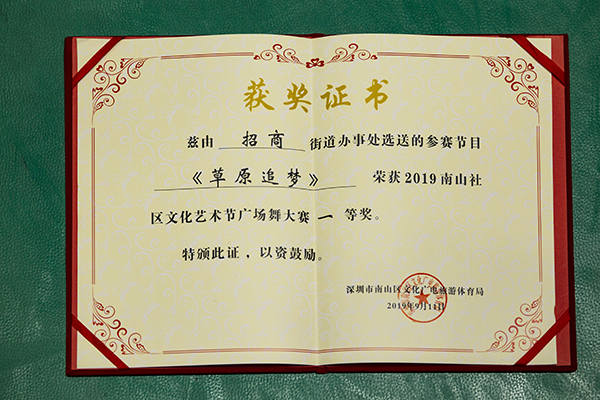 获奖证书
兹由 招商 街道办事处选送的参赛节目
《草原追梦》 荣获2019南山社
区文化艺术节广场舞大赛 一 等奖。
特颁此证，以资鼓励。
深圳市南山区文化广电旅游体育局
2019年9月11日